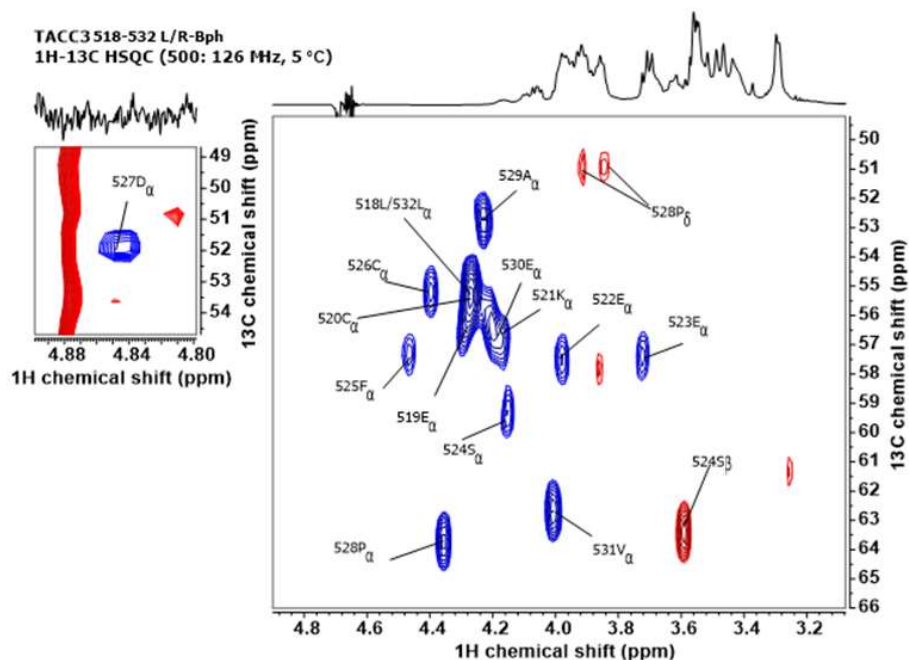 TACC3 518-532 L/R-Bph
1H-13C HSQC (500: 126 MHz, 5 °C)
49
50
51
52
53
54
13C chemical shift (ppm)
527Dα
4.88 4.84 4.80
1H chemical shift (ppm)
529Aα
528Pδ
518L/532Lα
530Eα
526Cα
521Kα
522Eα
523Eα
520Cα
525Fα
519Eα
524Sα
524Sβ
528Pα
531Vα
50
51
52
53
54
55
56
57
58
59
60
61
62
63
64
65
66
13C chemical shift (ppm)
4.8 4.6 4.4 4.2 4.0 3.8 3.6 3.4 3.2
1H chemical shift (ppm)